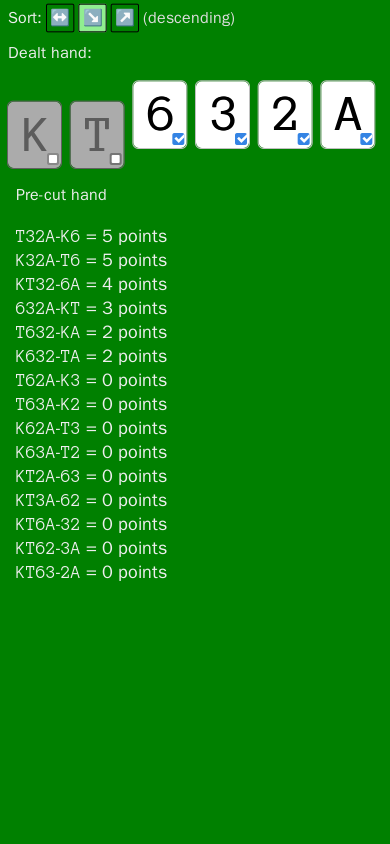 Sort: ↔️ ↘️ ↗️ (descending)
Dealt hand:
K T 6 3 2 A
Pre-cut hand
T32A-K6 = 5 points
K32A-T6 = 5 points
KT32-6A = 4 points
632A-KT = 3 points
T632-KA = 2 points
K632-TA = 2 points
T62A-K3 = 0 points
T63A-K2 = 0 points
K62A-T3 = 0 points
K63A-T2 = 0 points
KT2A-63 = 0 points
KT3A-62 = 0 points
KT6A-32 = 0 points
KT62-3A = 0 points
KT63-2A = 0 points